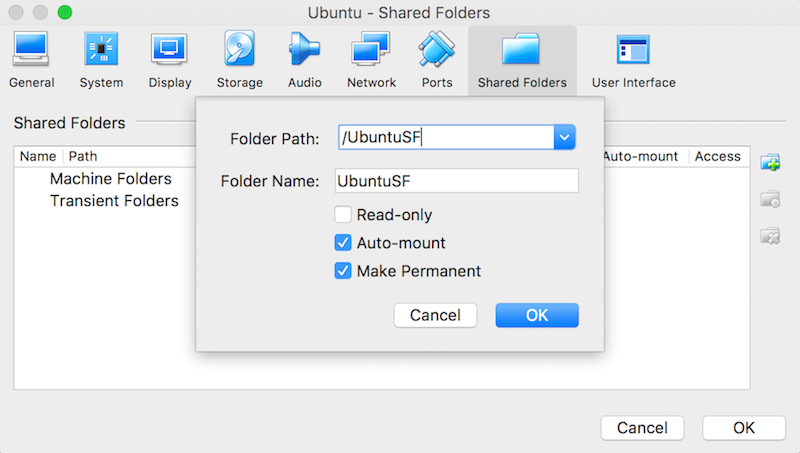 Ubuntu - Shared Folders
General System Display Storage Audio Network Ports Shared Folders User Interface
Shared Folders
Folder Path: /UbuntuSF
Name Path Auto-mount Access
Machine Folders
Folder Name: UbuntuSF
Transient Folders
Read-only
Auto-mount
Make Permanent
Cancel OK
Cancel OK